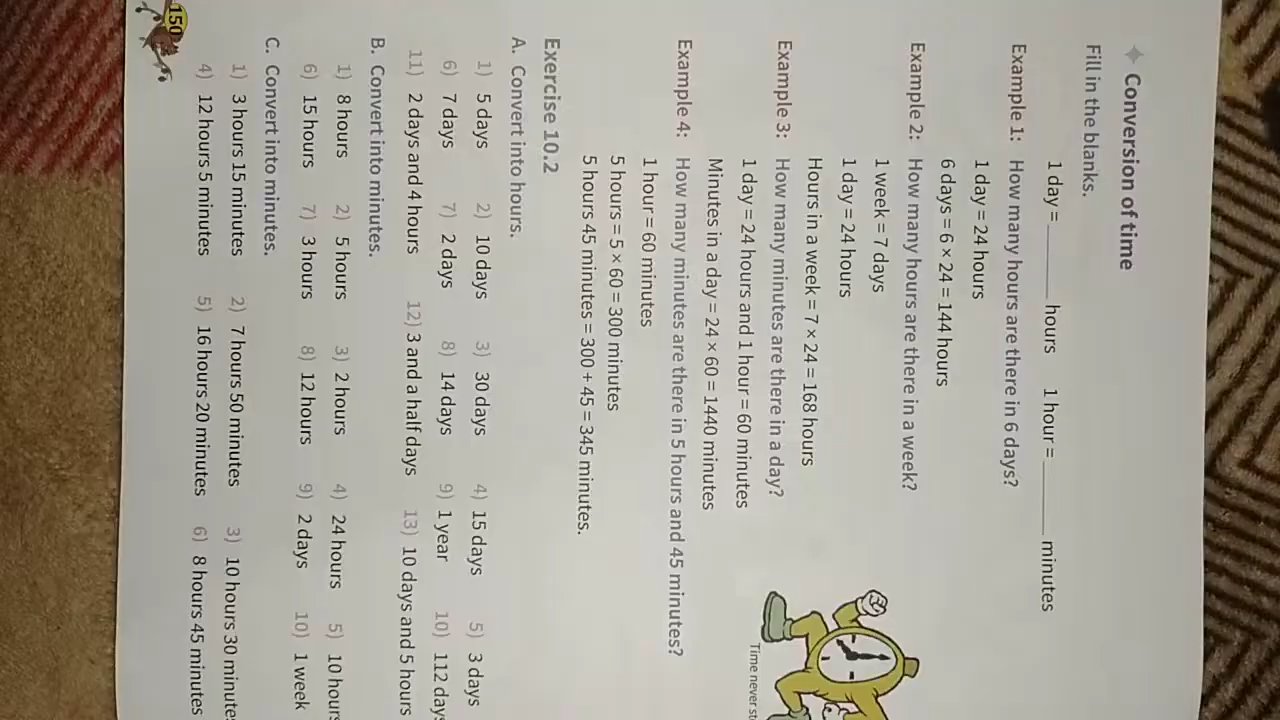 Conversion of time
Fill in the blanks.
1 day = ______ hours 1 hour = ______ minutes
Example 1: How many hours are there in 6 days?
1 day = 24 hours
6 days = 6 × 24 = 144 hours
Example 2: How many hours are there in a week?
1 week = 7 days
1 day = 24 hours
Hours in a week = 7 × 24 = 168 hours
Example 3: How many minutes are there in a day?
1 day = 24 hours and 1 hour = 60 minutes
Minutes in a day = 24 × 60 = 1440 minutes
Time never
Example 4: How many minutes are there in 5 hours and 45 minutes?
1 hour = 60 minutes
5 hours = 5 × 60 = 300 minutes
5 hours 45 minutes = 300 + 45 = 345 minutes.
Exercise 10.2
A. Convert into hours.
1) 5 days 2) 10 days 3) 30 days 4) 15 days 5) 3 days
6) 7 days 7) 2 days 8) 14 days 9) 1 year 10) 112 days
11) 2 days and 4 hours 12) 3 and a half days 13) 10 days and 5 hours
B. Convert into minutes.
1) 8 hours 2) 5 hours 3) 2 hours 4) 24 hours 5) 10 hours
6) 15 hours 7) 3 hours 8) 12 hours 9) 2 days 10) 1 week
C. Convert into minutes.
1) 3 hours 15 minutes 2) 7 hours 50 minutes 3) 10 hours 30 minutes
4) 12 hours 5 minutes 5) 16 hours 20 minutes 6) 8 hours 45 minutes
150